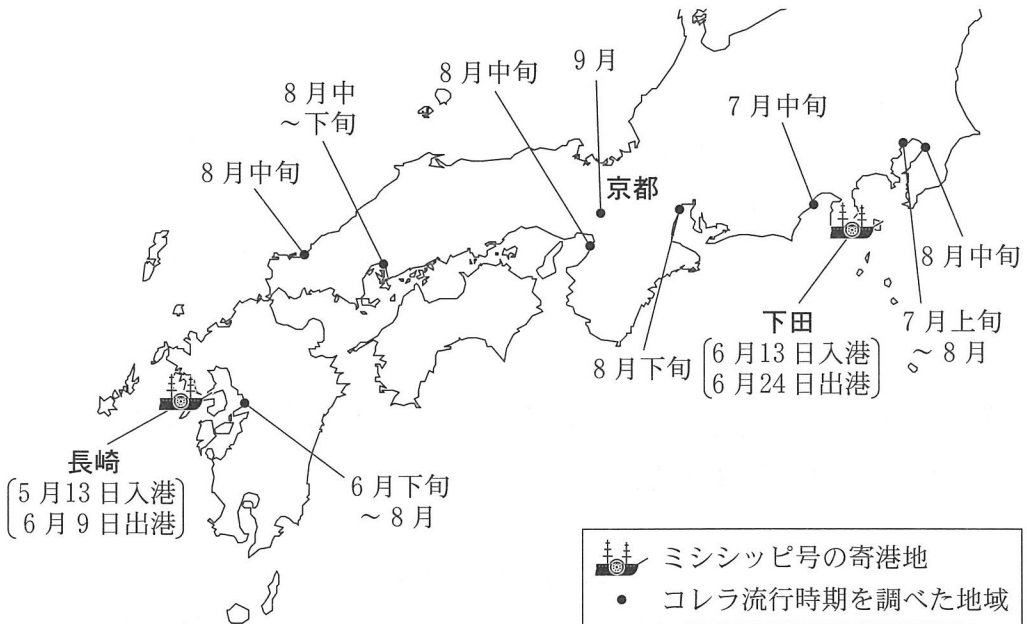 8月中旬
9月
8月中
～下旬
7月中旬
8月中旬
京都
8月中旬
下田
6月13日入港
6月24日出港
7月上旬
～8月
8月下旬
長崎
5月13日入港
6月9日出港
6月下旬
～8月
ミシシッピ号の寄港地
コレラ流行時期を調べた地域